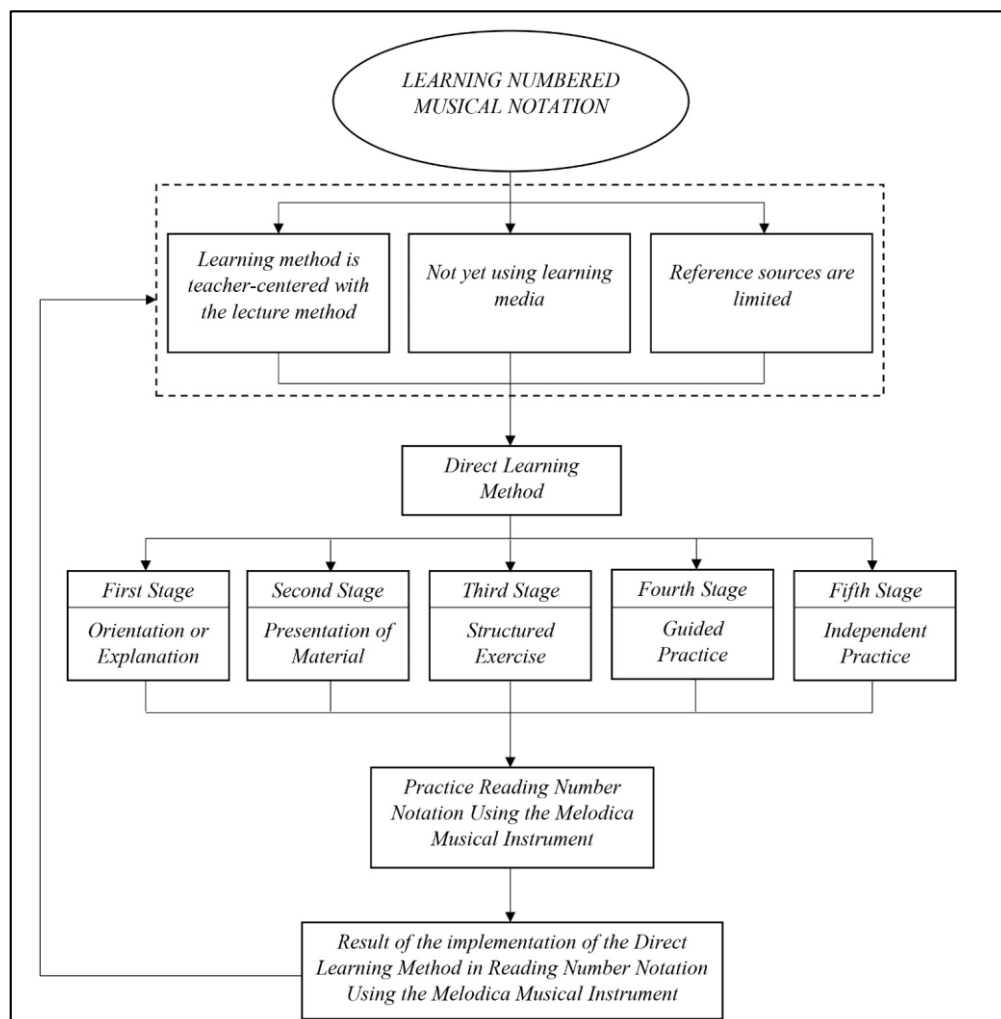 LEARNING NUMBERED
MUSICAL NOTATION
Learning method is
teacher-centered with
the lecture method
Not yet using learning
media
Reference sources are
limited
Direct Learning
Method
First Stage
Orientation or
Explanation
Second Stage
Presentation of
Material
Third Stage
Structured
Exercise
Fourth Stage
Guided
Practice
Fifth Stage
Independent
Practice
Practice Reading Number
Notation Using the Melodica
Musical Instrument
Result of the implementation of the Direct
Learning Method in Reading Number Notation
Using the Melodica Musical Instrument